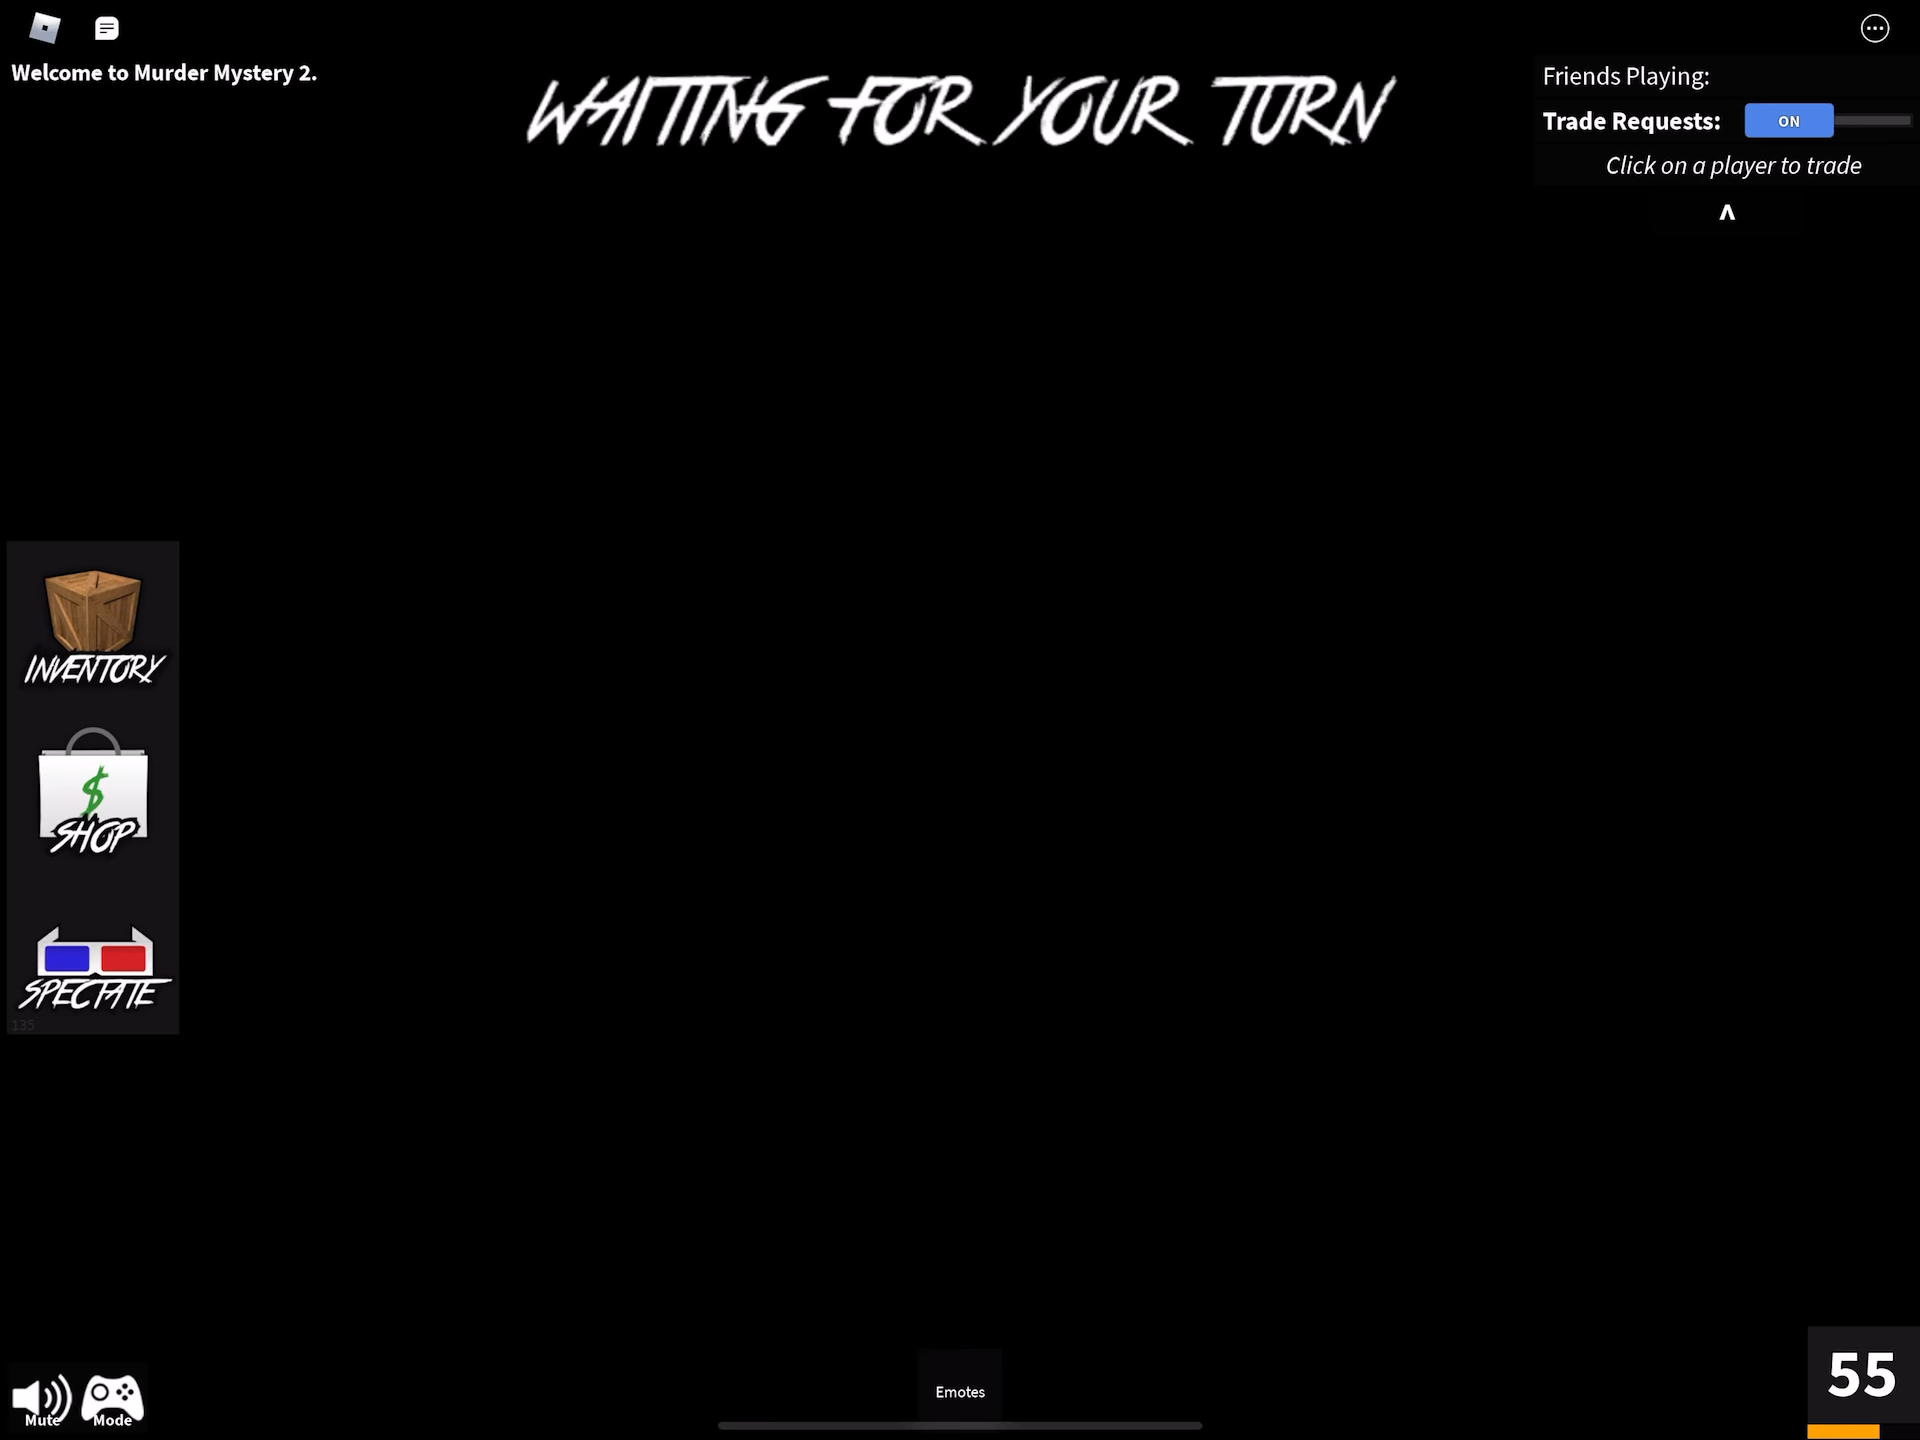 Welcome to Murder Mystery 2.
WAITING FOR YOUR TURN
Friends Playing:
Trade Requests: ON
Click on a player to trade
INVENTORY
$
SHOP
SPECTATE
135
Mute
Mode
Emotes
55